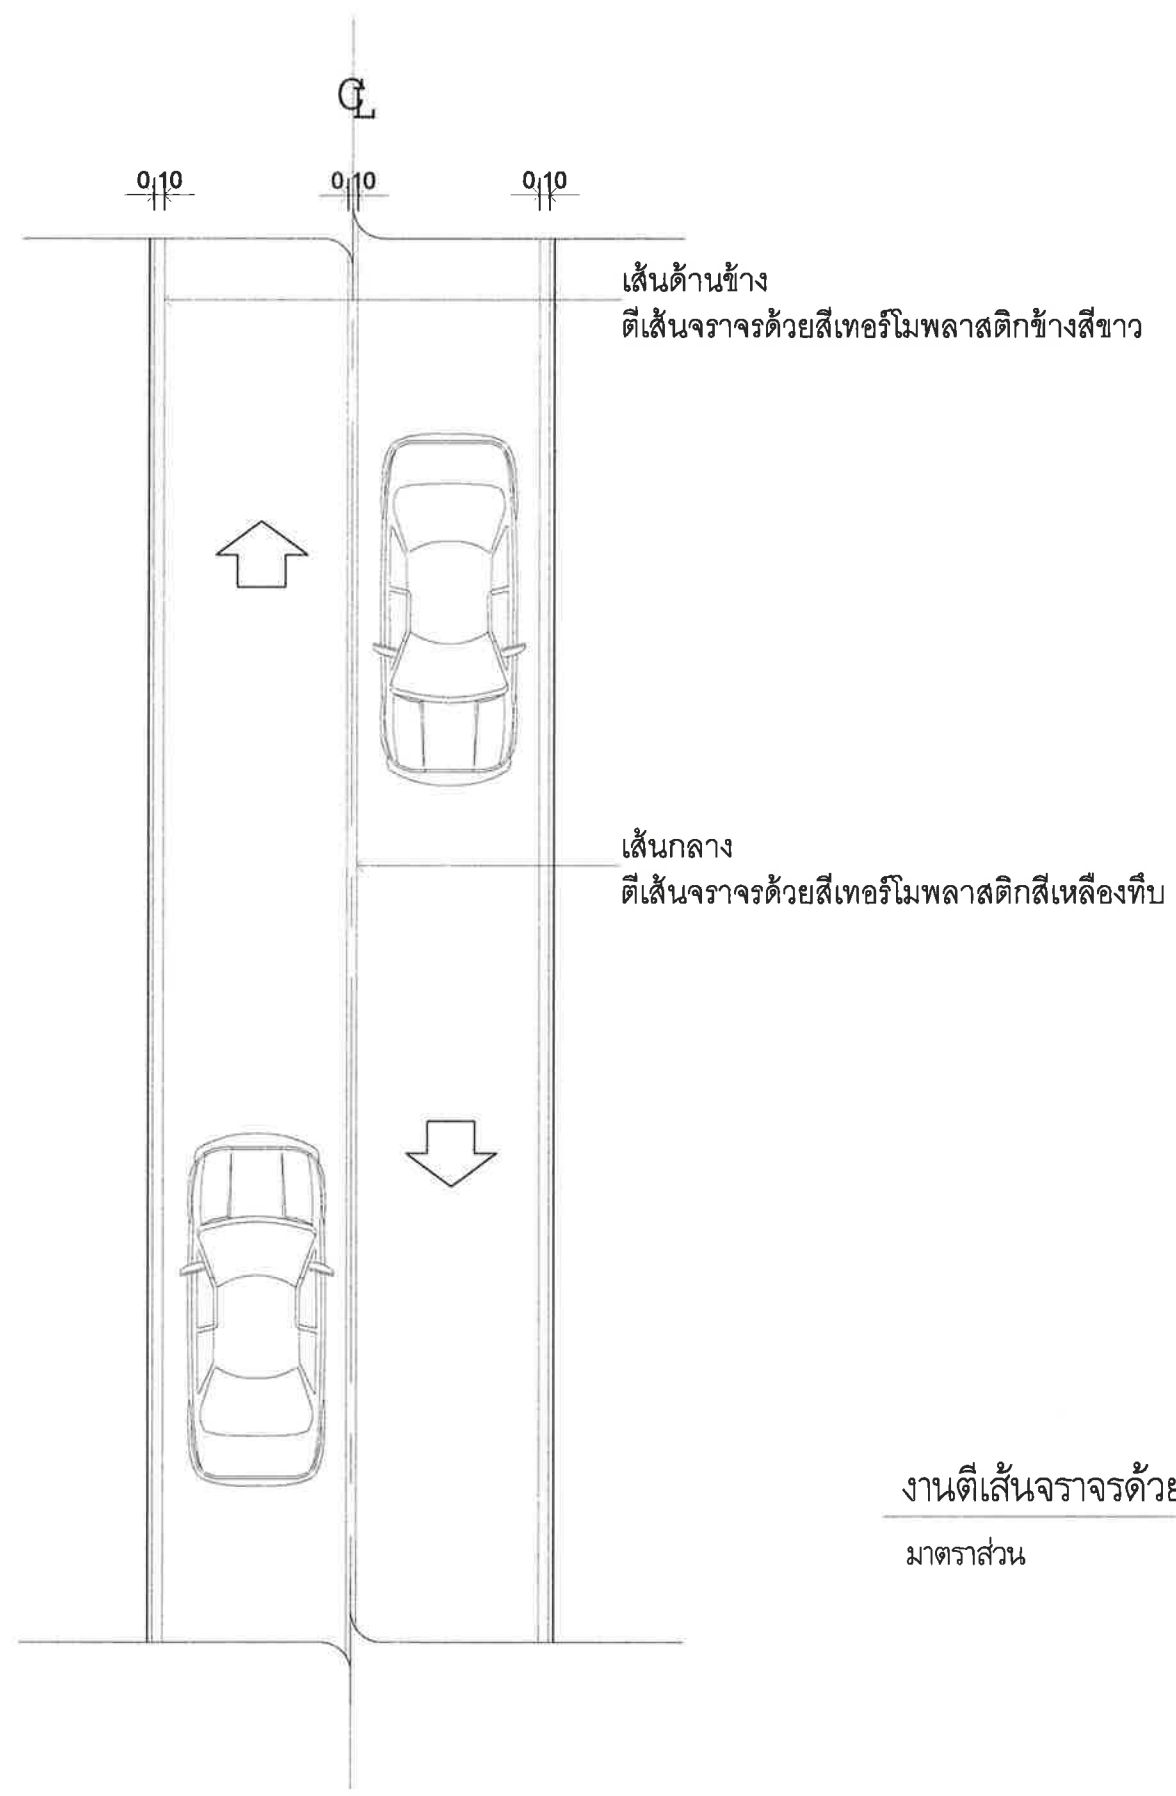 CL
0.10 0.10 0.10
เส้นด้านข้าง
ตีเส้นจราจรด้วยสีเทอร์โมพลาสติกข้างสีขาว
เส้นกลาง
ตีเส้นจราจรด้วยสีเทอร์โมพลาสติกสีเหลืองทึบ
งานตีเส้นจราจรด้วย
มาตราส่วน